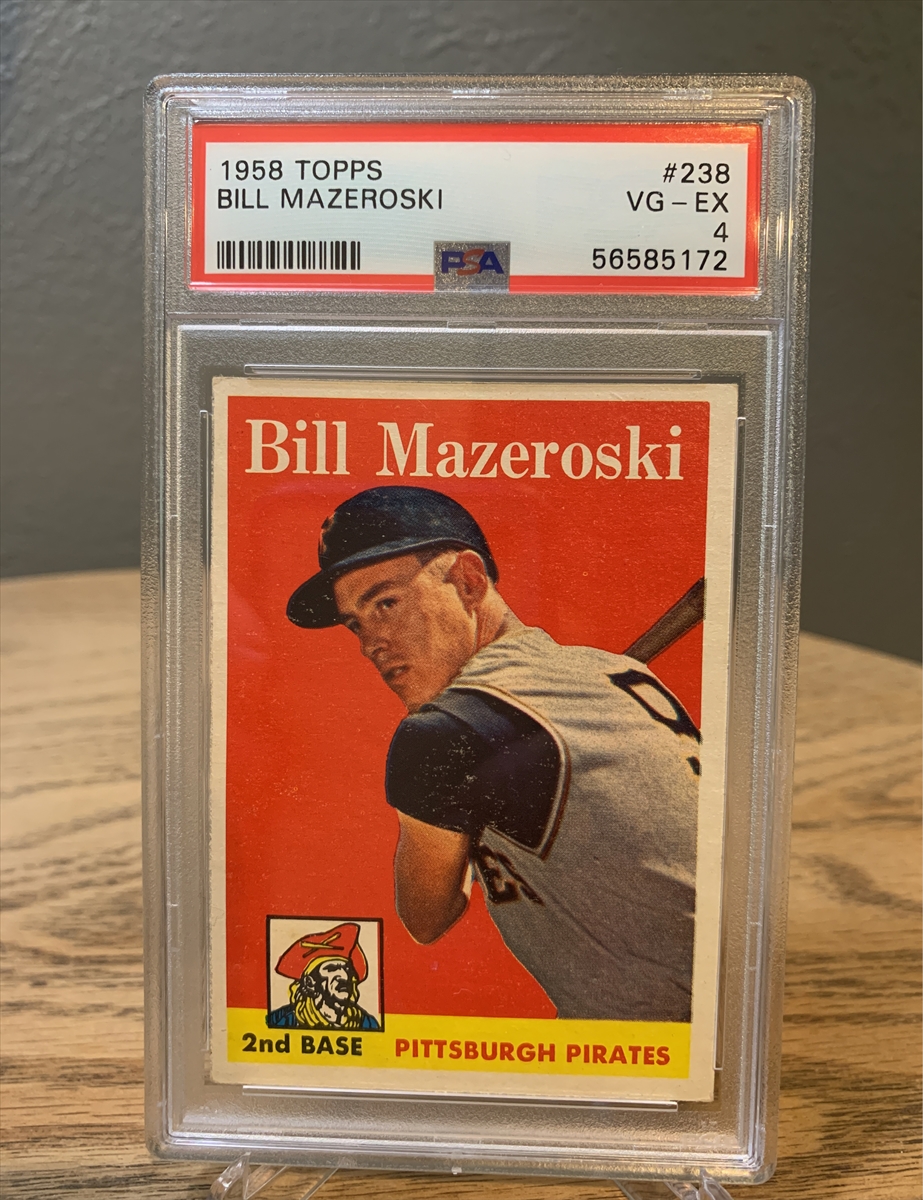 1958 TOPPS #238
BILL MAZEROSKI VG-EX
4
PSA 56585172
Bill Mazeroski
2nd BASE PITTSBURGH PIRATES